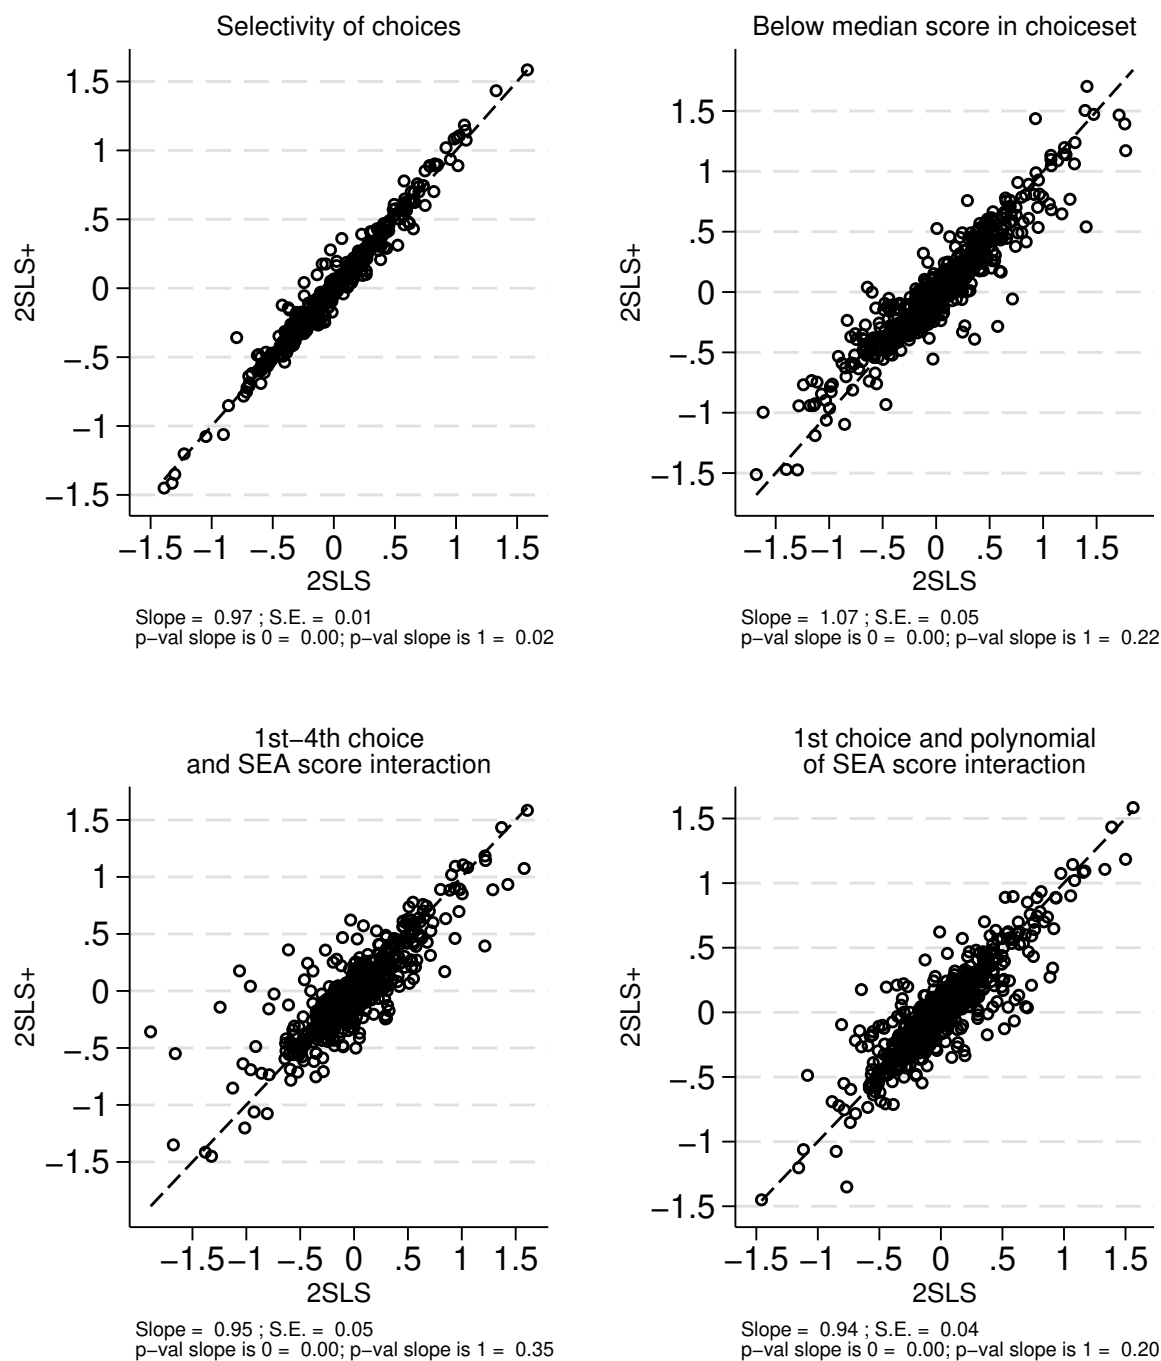 Selectivity of choices
1.5
1
.5
0
−.5
−1
−1.5
2SLS+
−1.5 −1 −.5 0 .5 1 1.5
2SLS
Slope = 0.97 ; S.E. = 0.01
p−val slope is 0 = 0.00; p−val slope is 1 = 0.02
Below median score in choiceset
1.5
1
.5
0
−.5
−1
−1.5
2SLS+
−1.5 −1 −.5 0 .5 1 1.5
2SLS
Slope = 1.07 ; S.E. = 0.05
p−val slope is 0 = 0.00; p−val slope is 1 = 0.22
1st−4th choice
and SEA score interaction
1.5
1
.5
0
−.5
−1
−1.5
2SLS+
−1.5 −1 −.5 0 .5 1 1.5
2SLS
Slope = 0.95 ; S.E. = 0.05
p−val slope is 0 = 0.00; p−val slope is 1 = 0.35
1st choice and polynomial
of SEA score interaction
1.5
1
.5
0
−.5
−1
−1.5
2SLS+
−1.5 −1 −.5 0 .5 1 1.5
2SLS
Slope = 0.94 ; S.E. = 0.04
p−val slope is 0 = 0.00; p−val slope is 1 = 0.20